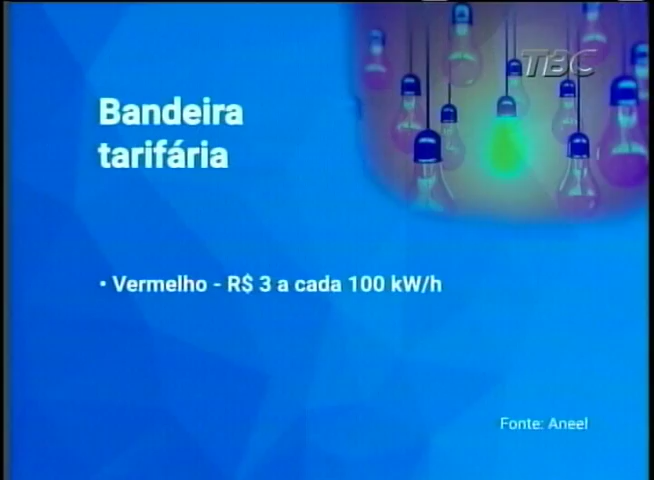 TBC
Bandeira
tarifária
• Vermelho - R$ 3 a cada 100 kW/h
Fonte: Aneel